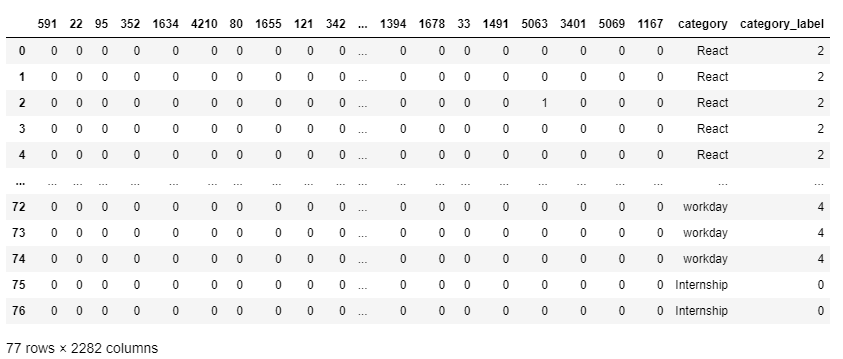 591 22 95 352 1634 4210 80 1655 121 342 ... 1394 1678 33 1491 5063 3401 5069 1167 category category_label
0 0 0 0 0 0 0 0 0 0 0 ... 0 0 0 0 0 0 0 0 React 2
1 0 0 0 0 0 0 0 0 0 0 ... 0 0 0 0 0 0 0 0 React 2
2 0 0 0 0 0 0 0 0 0 0 ... 0 0 0 0 1 0 0 0 React 2
3 0 0 0 0 0 0 0 0 0 0 ... 0 0 0 0 0 0 0 0 React 2
4 0 0 0 0 0 0 0 0 0 0 ... 0 0 0 0 0 0 0 0 React 2
... ... ... ... ... ... ... ... ... ... ... ... ... ... ... ... ... ... ... ... ... ...
72 0 0 0 0 0 0 0 0 0 0 ... 0 0 0 0 0 0 0 0 workday 4
73 0 0 0 0 0 0 0 0 0 0 ... 0 0 0 0 0 0 0 0 workday 4
74 0 0 0 0 0 0 0 0 0 0 ... 0 0 0 0 0 0 0 0 workday 4
75 0 0 0 0 0 0 0 0 0 0 ... 0 0 0 0 0 0 0 0 Internship 0
76 0 0 0 0 0 0 0 0 0 0 ... 0 0 0 0 0 0 0 0 Internship 0
77 rows × 2282 columns